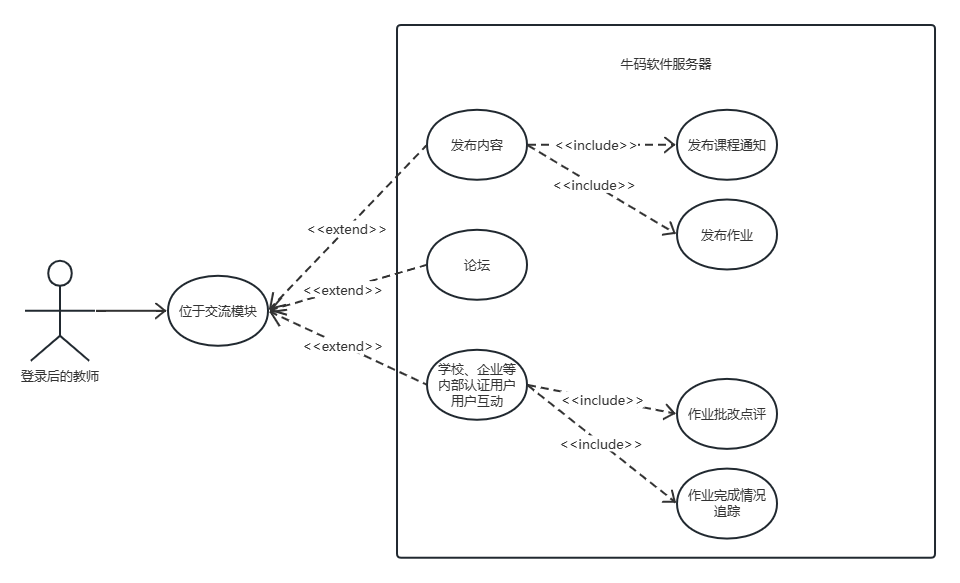 牛码软件服务器
发布内容
<<include>>
发布课程通知
<<include>>
发布作业
<<extend>>
论坛
<<extend>>
位于交流模块
<<extend>>
登录后的教师
学校、企业等
内部认证用户
用户互动
<<include>>
作业批改点评
<<include>>
作业完成情况
追踪